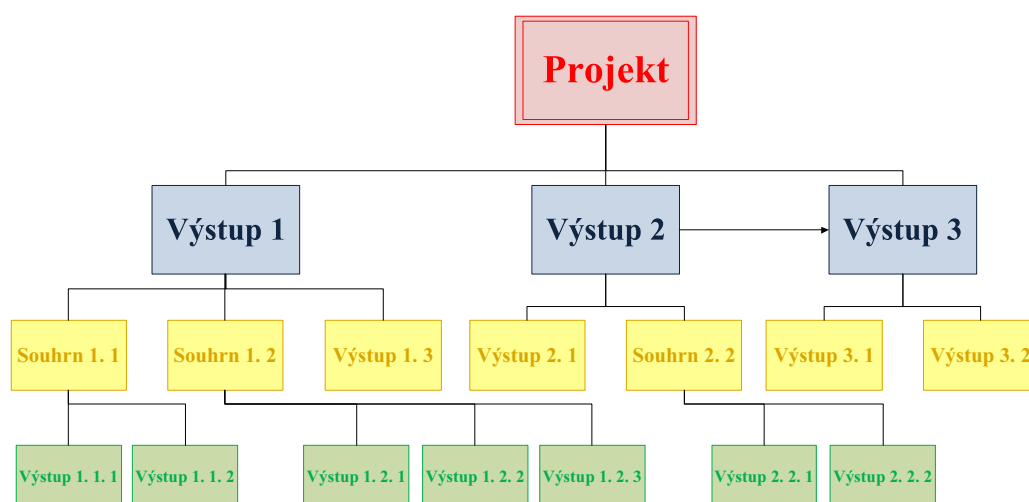 Projekt
Výstup 1
Výstup 2
Výstup 3
Souhrn 1. 1
Souhrn 1. 2
Výstup 1. 3
Výstup 2. 1
Souhrn 2. 2
Výstup 3. 1
Výstup 3. 2
Výstup 1. 1. 1
Výstup 1. 1. 2
Výstup 1. 2. 1
Výstup 1. 2. 2
Výstup 1. 2. 3
Výstup 2. 2. 1
Výstup 2. 2. 2